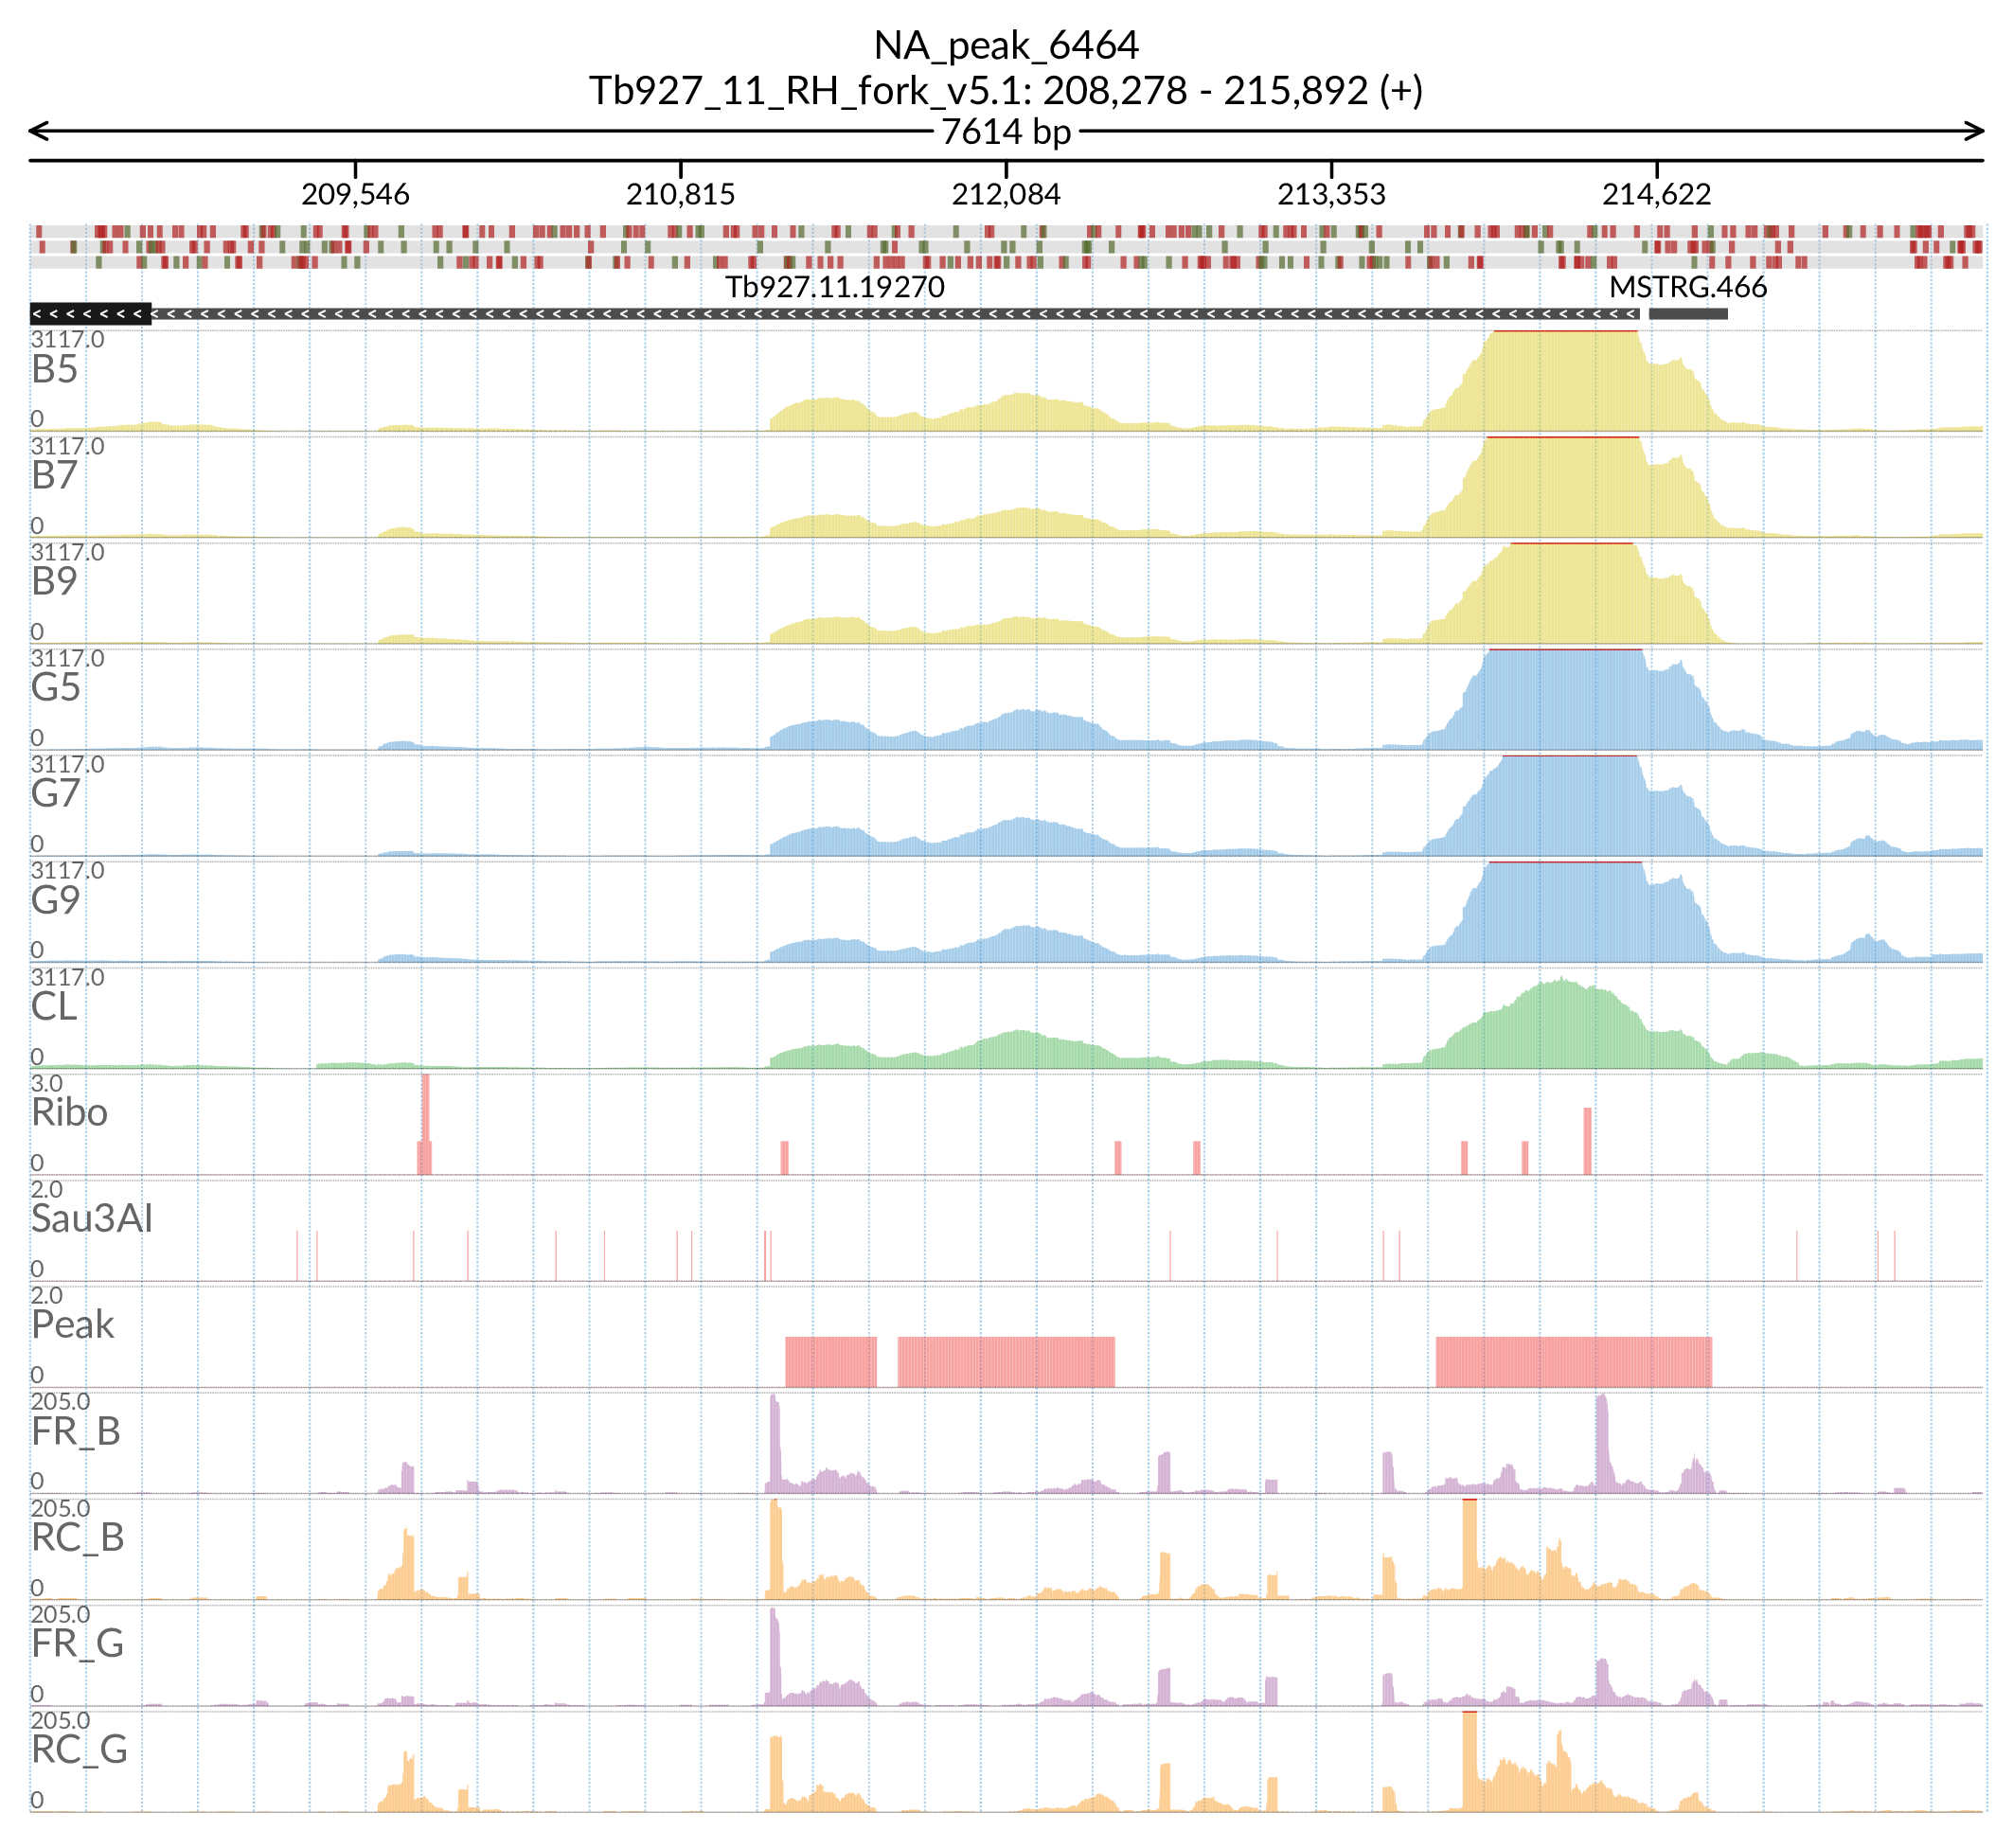 NA_peak_6464
Tb927_11_RH_fork_v5.1: 208,278 - 215,892 (+)
7614 bp
209,546 210,815 212,084 213,353 214,622
Tb927.11.19270 MSTRG.466
3117.0
B5
0
3117.0
B7
0
3117.0
B9
0
3117.0
G5
0
3117.0
G7
0
3117.0
G9
0
3117.0
CL
0
3.0
Ribo
0
2.0
Sau3AI
0
2.0
Peak
0
205.0
FR_B
0
205.0
RC_B
0
205.0
FR_G
0
205.0
RC_G
0